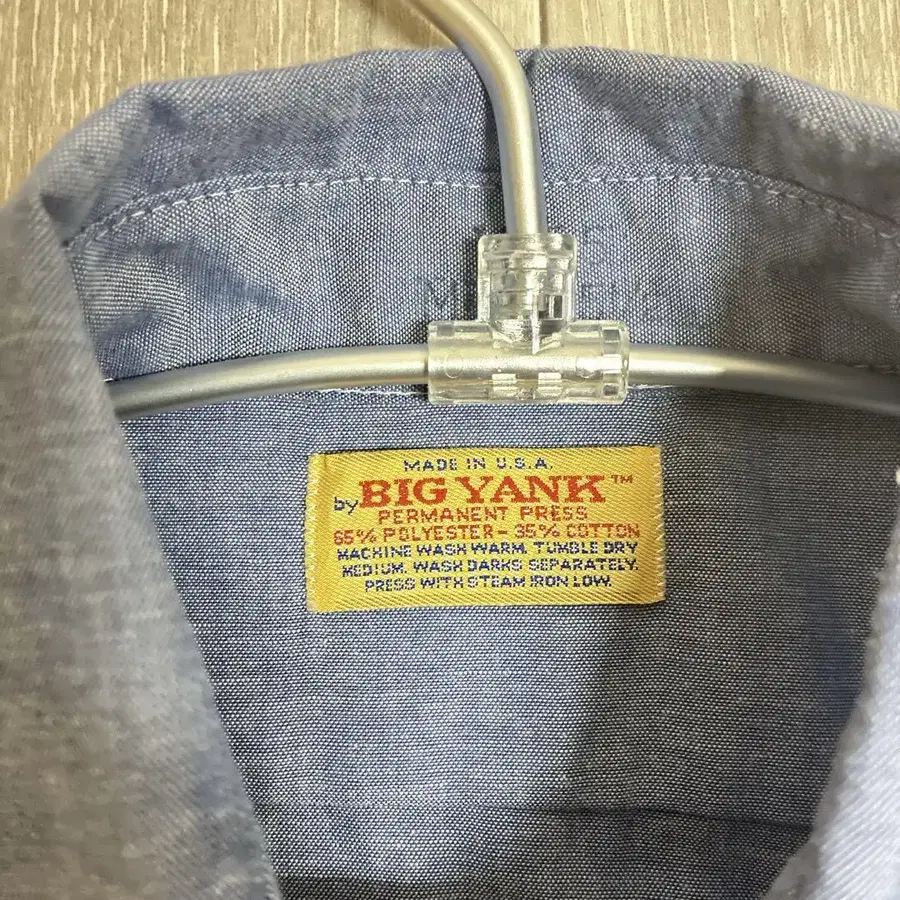 MADE IN U.S.A.
by BIG YANK™
PERMANENT PRESS
65% POLYESTER - 35% COTTON
MACHINE WASH WARM. TUMBLE DRY
MEDIUM. WASH DARKS SEPARATELY.
PRESS WITH STEAM IRON LOW.